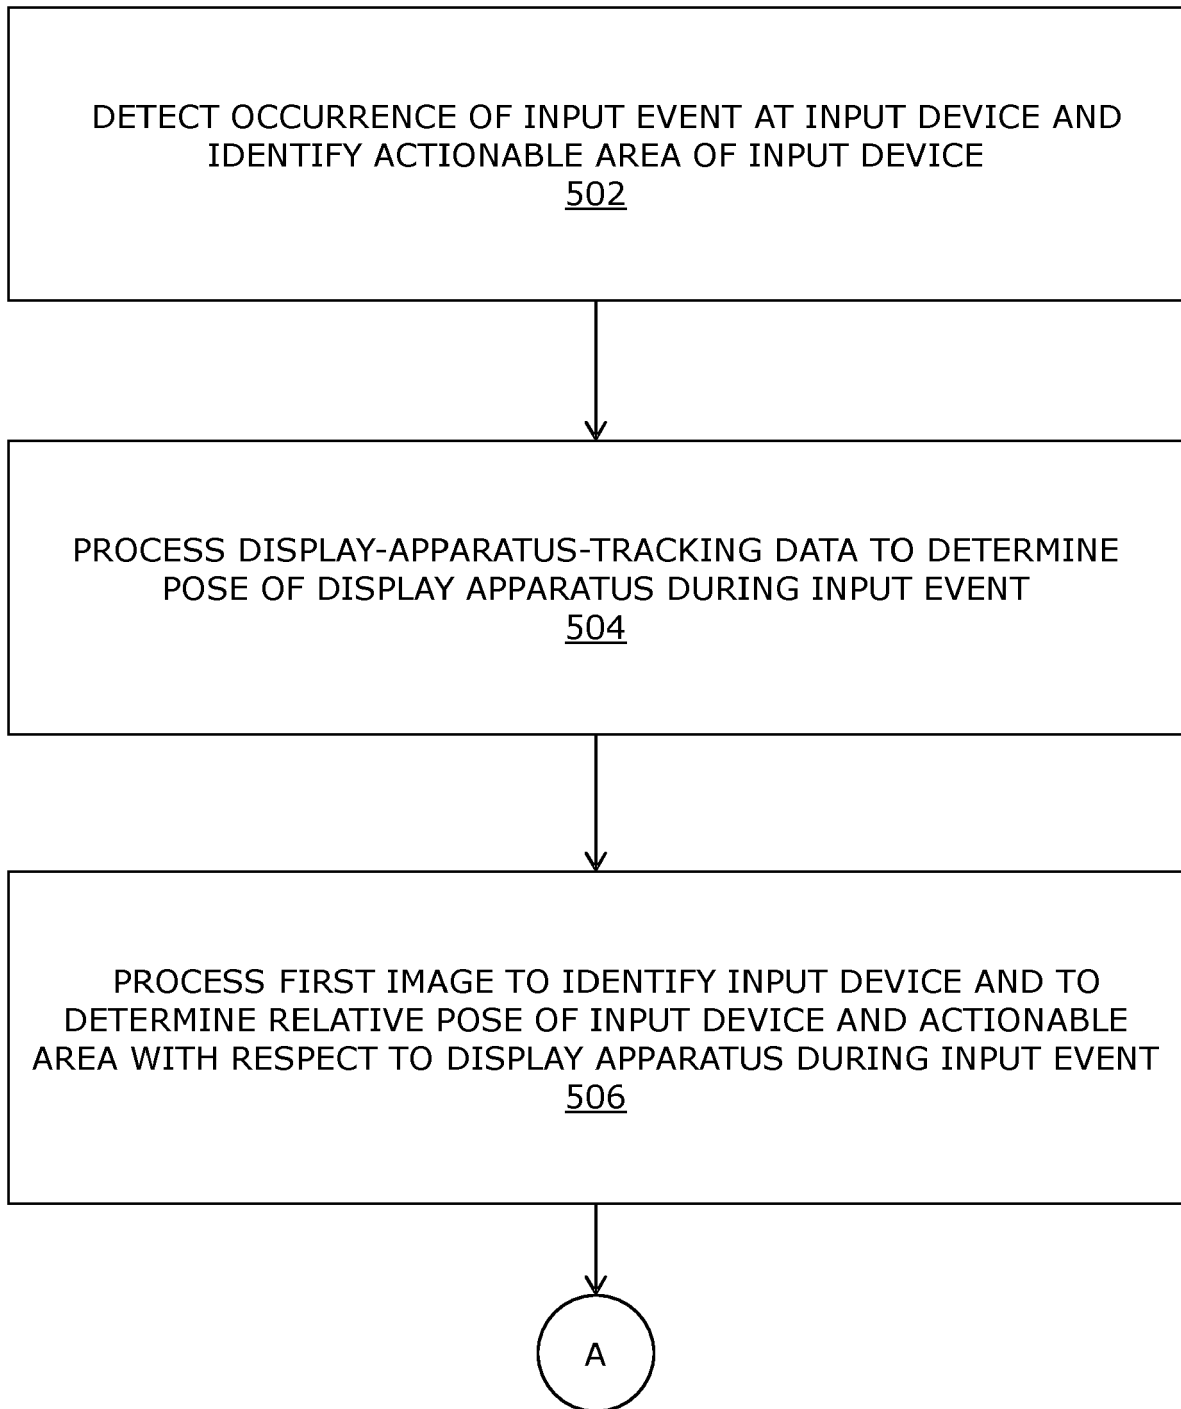 DETECT OCCURRENCE OF INPUT EVENT AT INPUT DEVICE AND
IDENTIFY ACTIONABLE AREA OF INPUT DEVICE
502
PROCESS DISPLAY-APPARATUS-TRACKING DATA TO DETERMINE
POSE OF DISPLAY APPARATUS DURING INPUT EVENT
504
PROCESS FIRST IMAGE TO IDENTIFY INPUT DEVICE AND TO
DETERMINE RELATIVE POSE OF INPUT DEVICE AND ACTIONABLE
AREA WITH RESPECT TO DISPLAY APPARATUS DURING INPUT EVENT
506
A